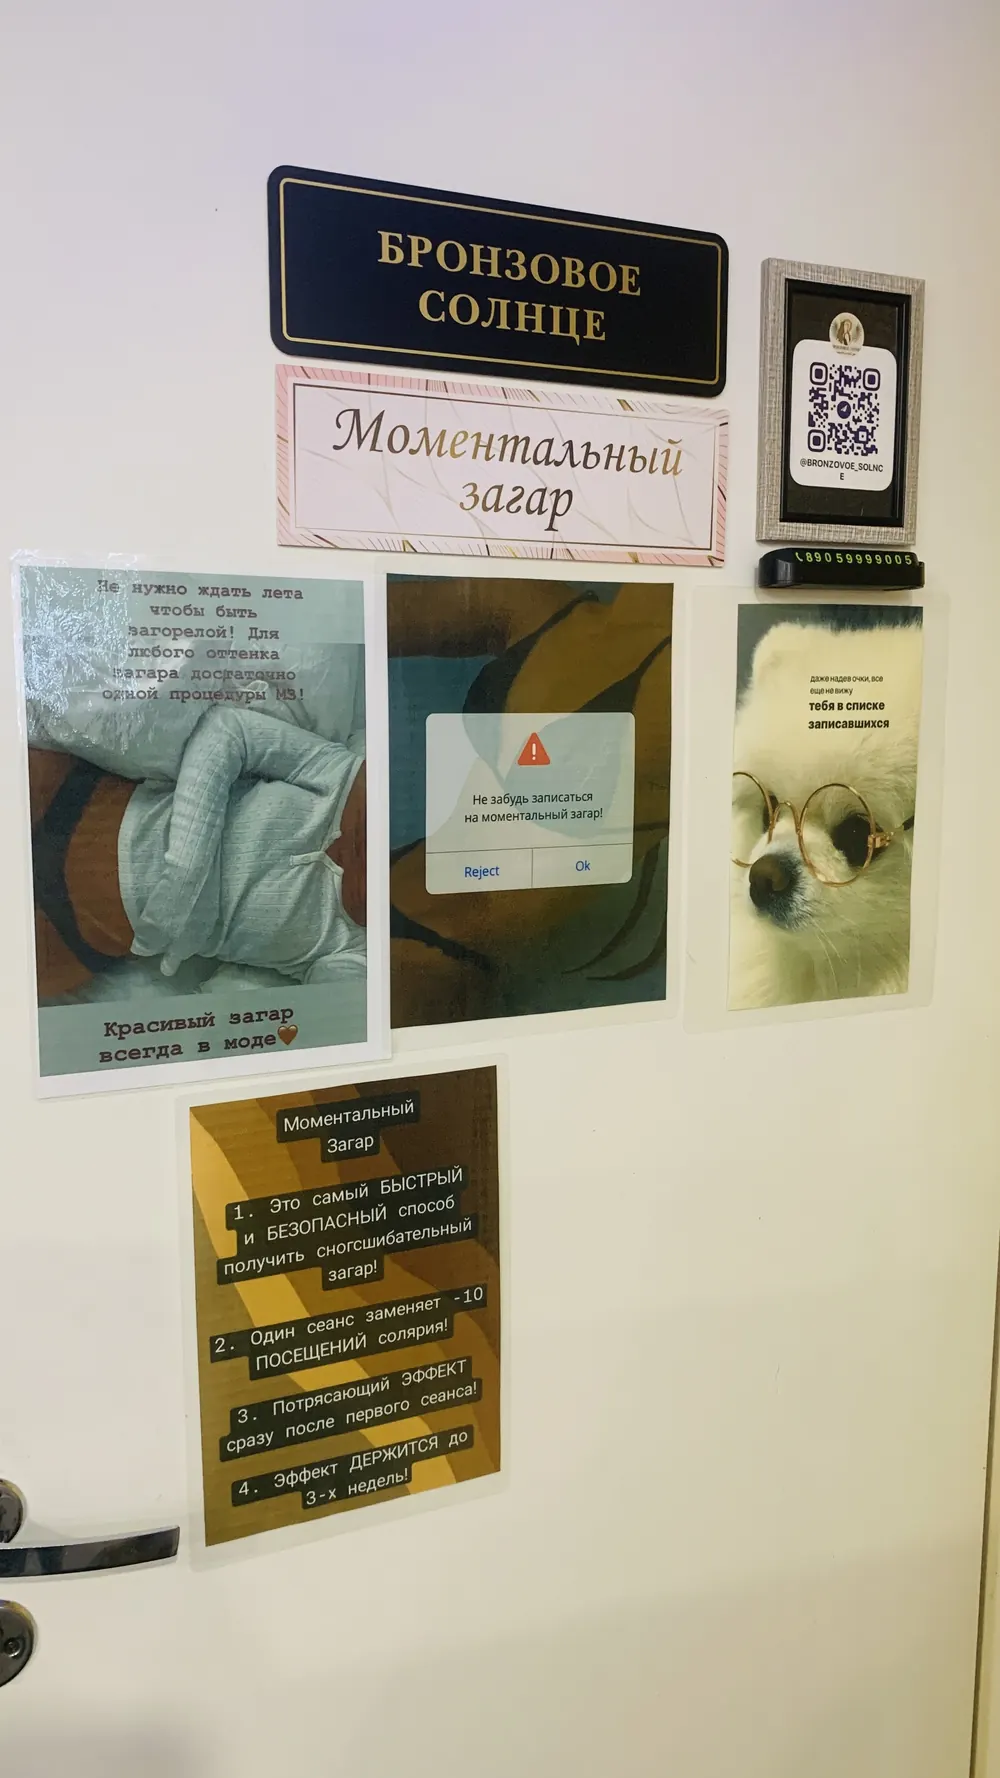 БРОНЗОВОЕ
СОЛНЦЕ
Моментальный
загар
@BRONZOVOE_SOLNC
E
89059999005
Не нужно ждать лета
чтобы быть
загорелой! Для
любого оттенка
загара достаточно
одной процедуры МЗ!
Красивый загар
всегда в моде
Не забудь записаться
на моментальный загар!
Reject
Ok
даже надев очки, все
еще не вижу
тебя в списке
записавшихся
Моментальный
Загар
1. Это самый БЫСТРЫЙ
и БЕЗОПАСНЫЙ способ
получить сногсшибательный
загар!
2. Один сеанс заменяет -10
ПОСЕЩЕНИЙ солярия!
3. Потрясающий ЭФФЕКТ
сразу после первого сеанса!
4. Эффект ДЕРЖИТСЯ до
3-х недель!